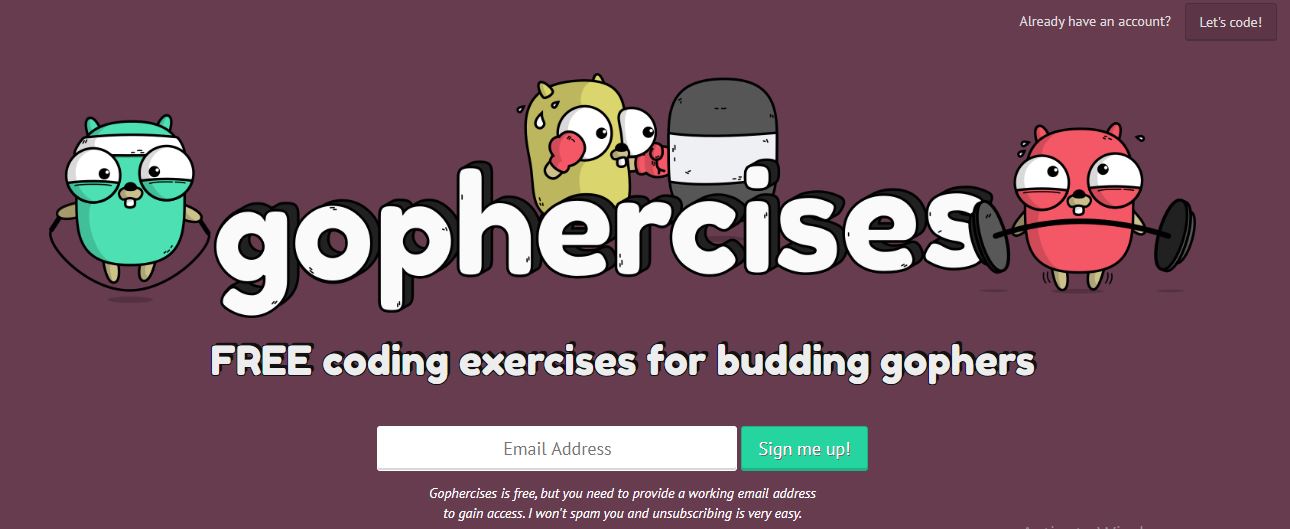 Already have an account? Let's code!
gophercises
FREE coding exercises for budding gophers
Email Address Sign me up!
Gophercises is free, but you need to provide a working email address
to gain access. I won't spam you and unsubscribing is very easy.